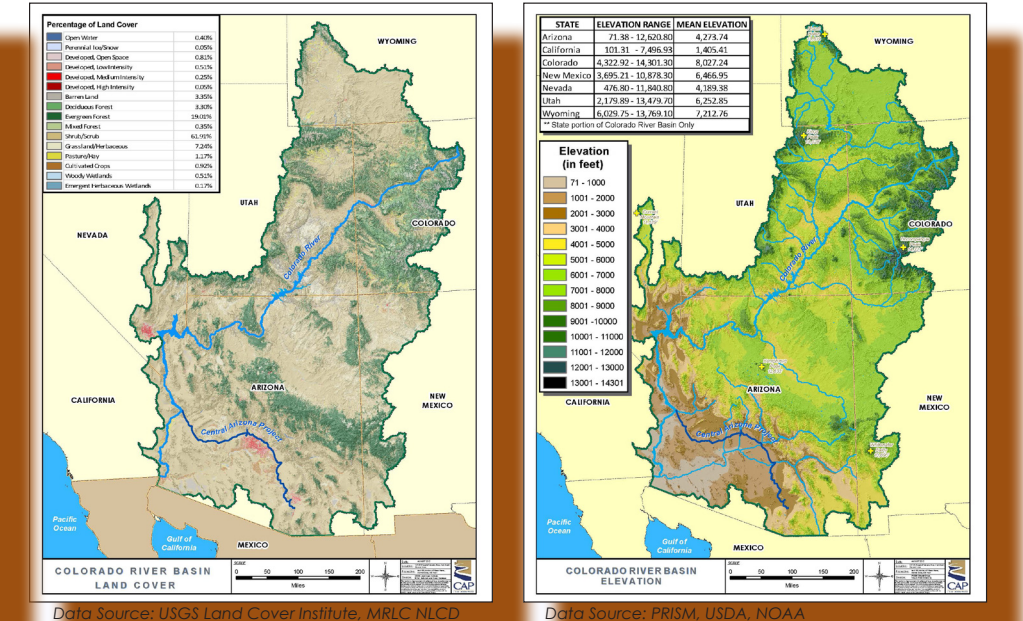 Percentage of Land Cover
Open Water 0.40%
Perennial Ice/Snow 0.05%
Developed, Open Space 0.81%
Developed, Low Intensity 0.51%
Developed, Medium Intensity 0.25%
Developed, High Intensity 0.05%
Barren Land 3.35%
Deciduous Forest 3.30%
Evergreen Forest 19.01%
Mixed Forest 0.35%
Shrub/Scrub 61.91%
Grassland/Herbaceous 7.24%
Pasture/Hay 1.17%
Cultivated Crops 0.92%
Woody Wetlands 0.51%
Emergent Herbaceous Wetlands 0.17%
WYOMING
UTAH
COLORADO
NEVADA
Colorado River
ARIZONA
CALIFORNIA
NEW
MEXICO
Central Arizona Project
Pacific
Ocean
Gulf of
California
MEXICO
COLORADO RIVER BASIN
LAND COVER
0 50 100 150 200
Miles
CAP
Data Source: USGS Land Cover Institute, MRLC NLCD
STATE ELEVATION RANGE MEAN ELEVATION
Arizona 71.38 - 12,620.80 4,273.74
California 101.31 - 7,496.93 1,405.41
Colorado 4,322.92 - 14,301.30 8,027.24
New Mexico 3,695.21 - 10,878.30 6,466.95
Nevada 476.80 - 11,840.80 4,189.38
Utah 2,179.89 - 13,479.70 6,252.85
Wyoming 6,029.75 - 13,769.10 7,212.76
** State portion of Colorado River Basin Only
Elevation
(in feet)
71 - 1000
1001 - 2000
2001 - 3000
3001 - 4000
4001 - 5000
5001 - 6000
6001 - 7000
7001 - 8000
8001 - 9000
9001 -10000
10001 - 11000
11001 - 12000
12001 - 13000
13001 - 14301
WYOMING
UTAH
COLORADO
Colorado River
ARIZONA
CALIFORNIA
NEW
MEXICO
Central Arizona Project
Pacific
Ocean
Gulf of
California
MEXICO
COLORADO RIVER BASIN
ELEVATION
0 50 100 150 200
Miles
CAP
Data Source: PRISM, USDA, NOAA